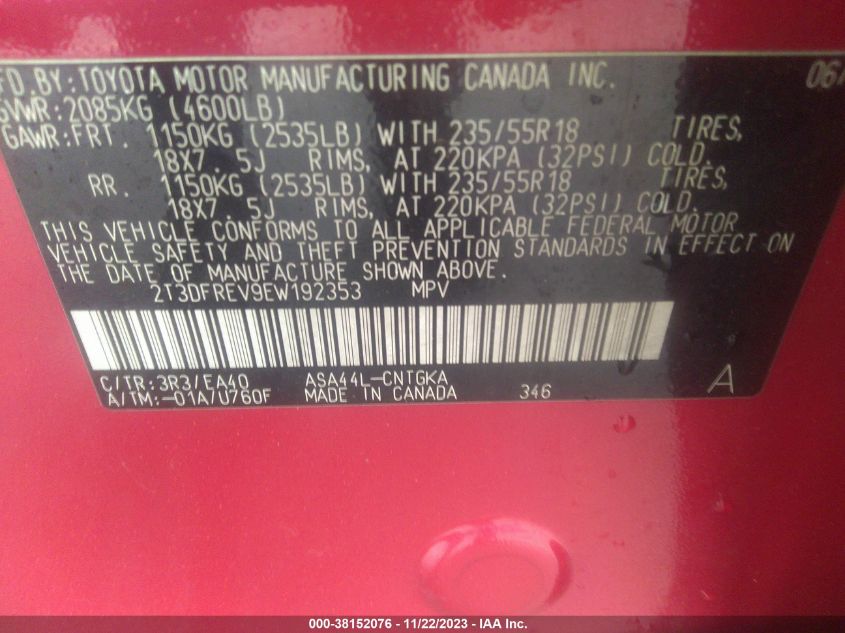 MFD. BY: TOYOTA MOTOR MANUFACTURING CANADA INC. 06/
GVWR: 2085KG (4600LB)
GAWR: FRT. 1150KG (2535LB) WITH 235/55R18 TIRES,
18X7. 5J RIMS, AT 220KPA (32PSI) COLD.
RR. 1150KG (2535LB) WITH 235/55R18 TIRES,
18X7. 5J RIMS, AT 220KPA (32PSI) COLD.
THIS VEHICLE CONFORMS TO ALL APPLICABLE FEDERAL MOTOR
VEHICLE SAFETY AND THEFT PREVENTION STANDARDS IN EFFECT ON
THE DATE OF MANUFACTURE SHOWN ABOVE.
2T3DFREV9EW192353 MPV
C/TR: 3R3/EA40 ASA44L-CNTGKA
A/TM: -01A/U760F MADE IN CANADA 346 A
000-38152076 - 11/22/2023 - IAA Inc.